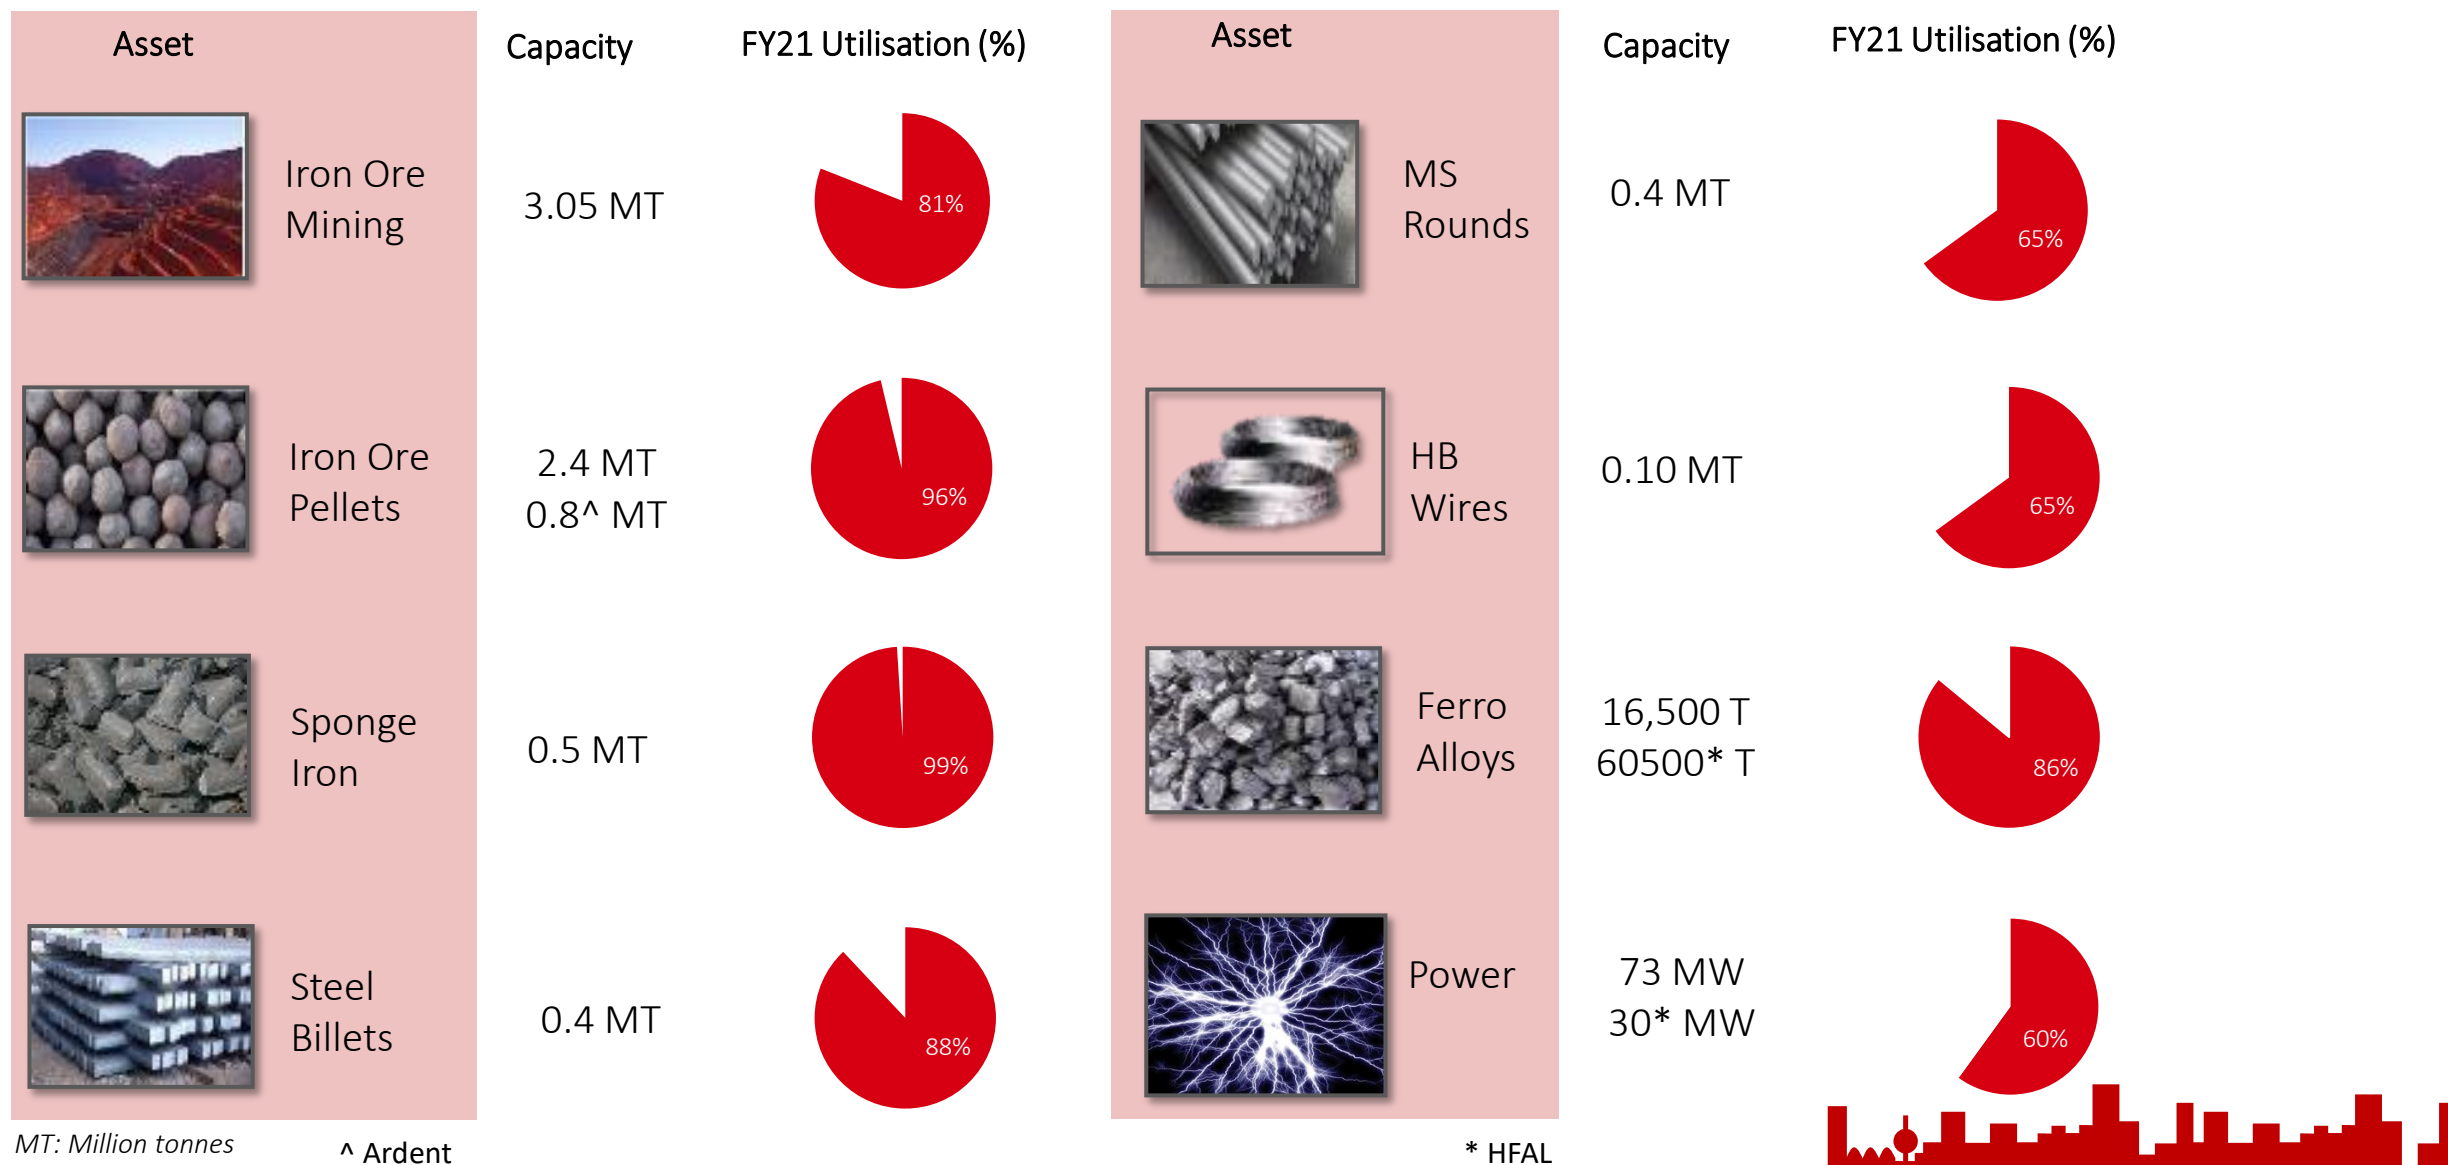 Asset
Capacity
FY21 Utilisation (%)
Iron Ore
Mining
3.05 MT
81%
Iron Ore
Pellets
2.4 MT
0.8^ MT
96%
Sponge
Iron
0.5 MT
99%
Steel
Billets
0.4 MT
88%
MT: Million tonnes
^ Ardent
Asset
Capacity
FY21 Utilisation (%)
MS
Rounds
0.4 MT
65%
HB
Wires
0.10 MT
65%
Ferro
Alloys
16,500 T
60500* T
86%
Power
73 MW
30* MW
60%
* HFAL